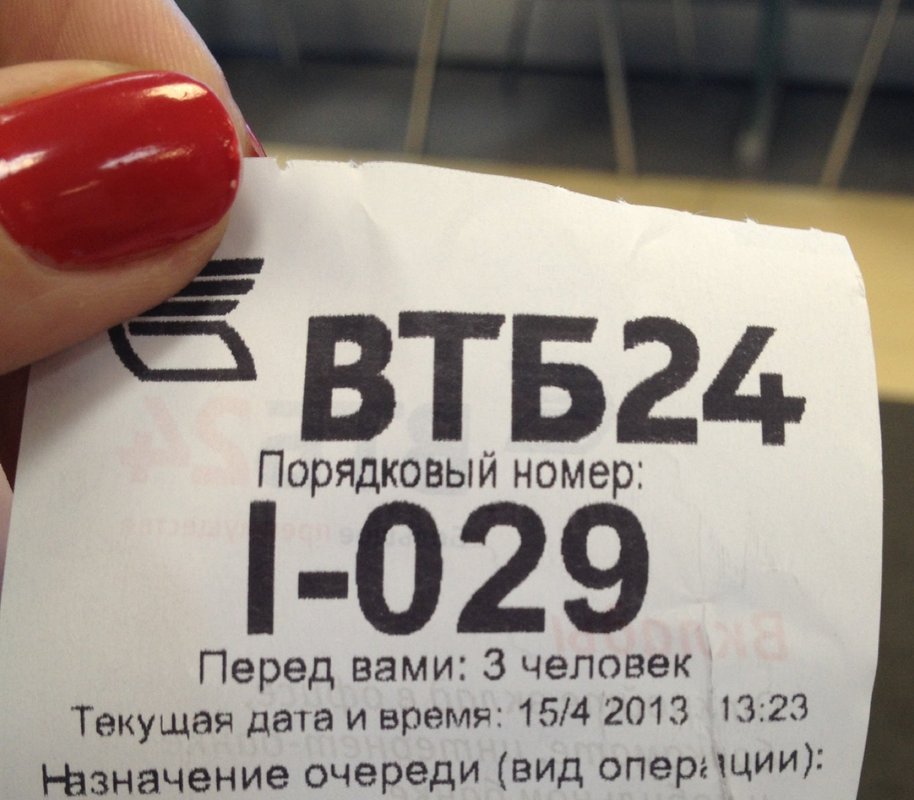 ВТБ24
Порядковый номер:
I-029
Перед вами: 3 человек
Текущая дата и время: 15/4 2013 13:23
Назначение очереди (вид операции):